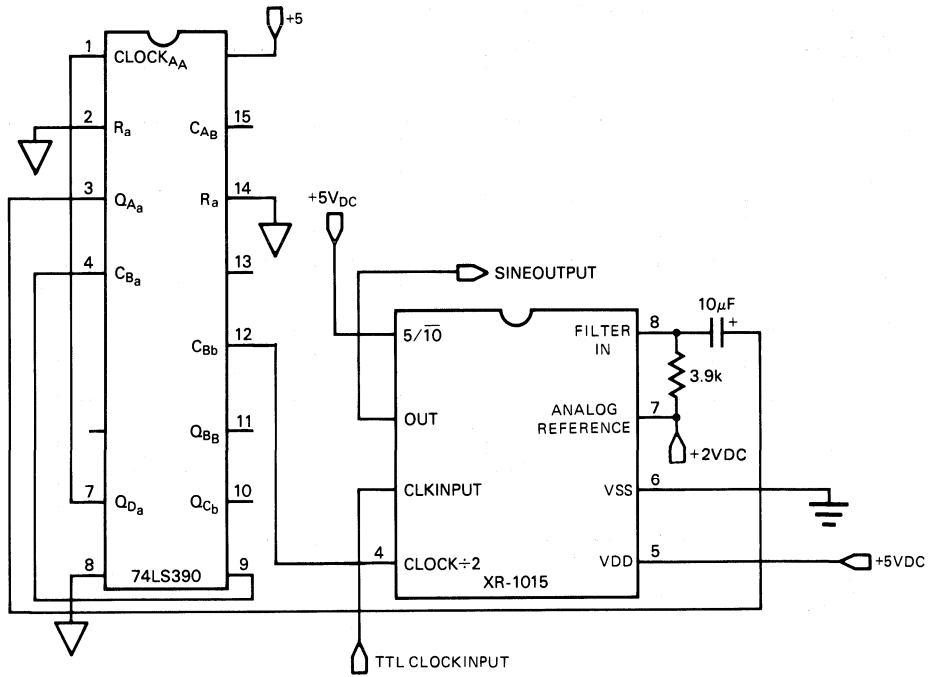 +5
1 CLOCKAA
2 Ra
CAB 15
3 QAa
Ra 14
4 CBa
13
CBb 12
QBB 11
7 QDa
QCb 10
8 74LS390 9
+5VDC
SINEOUTPUT
10μF
+
5/10
FILTER IN 8
3.9k
OUT
ANALOG REFERENCE 7
+2VDC
CLKINPUT
VSS 6
4 CLOCK÷2
VDD 5
+5VDC
XR-1015
TTL CLOCKINPUT